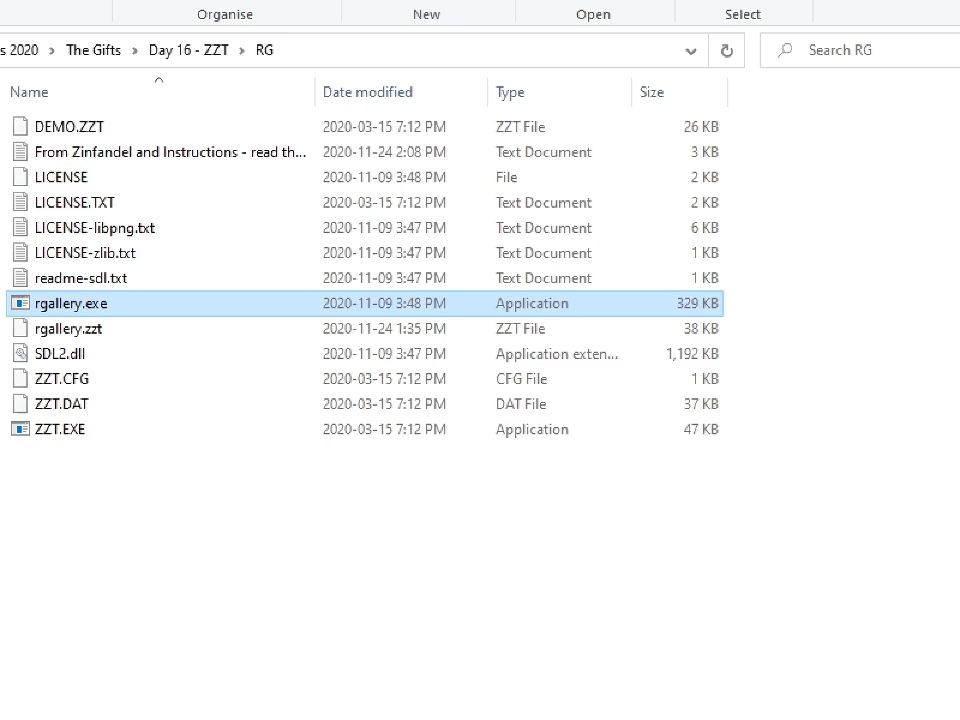 Organise New Open Select
s 2020 > The Gifts > Day 16 - ZZT > RG Search RG
Name Date modified Type Size
DEMO.ZZT 2020-03-15 7:12 PM ZZT File 26 KB
From Zinfandel and Instructions - read th... 2020-11-24 2:08 PM Text Document 3 KB
LICENSE 2020-11-09 3:48 PM File 2 KB
LICENSE.TXT 2020-03-15 7:12 PM Text Document 2 KB
LICENSE-libpng.txt 2020-11-09 3:47 PM Text Document 6 KB
LICENSE-zlib.txt 2020-11-09 3:47 PM Text Document 1 KB
readme-sdl.txt 2020-11-09 3:47 PM Text Document 1 KB
rgallery.exe 2020-11-09 3:48 PM Application 329 KB
rgallery.zzt 2020-11-24 1:35 PM ZZT File 38 KB
SDL2.dll 2020-11-09 3:47 PM Application exten... 1,192 KB
ZZT.CFG 2020-03-15 7:12 PM CFG File 1 KB
ZZT.DAT 2020-03-15 7:12 PM DAT File 37 KB
ZZT.EXE 2020-03-15 7:12 PM Application 47 KB